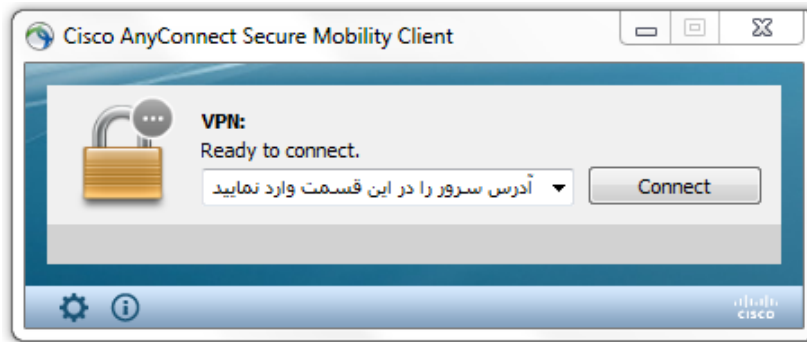 Cisco AnyConnect Secure Mobility Client
VPN:
Ready to connect.
آدرس سرور را در این قسمت وارد نمایید
Connect
CISCO